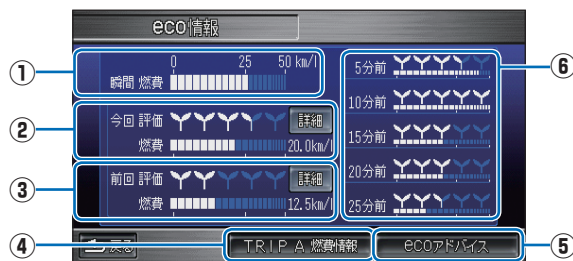 eco情報
① 0 25 50 km/l
瞬間 燃費
② 今回 評価 詳細
燃費 20.0km/l
③ 前回 評価 詳細
燃費 12.5km/l
⑥ 5分前
10分前
15分前
20分前
25分前
④ 戻る TRIP A 燃費情報 ecoアドバイス ⑤